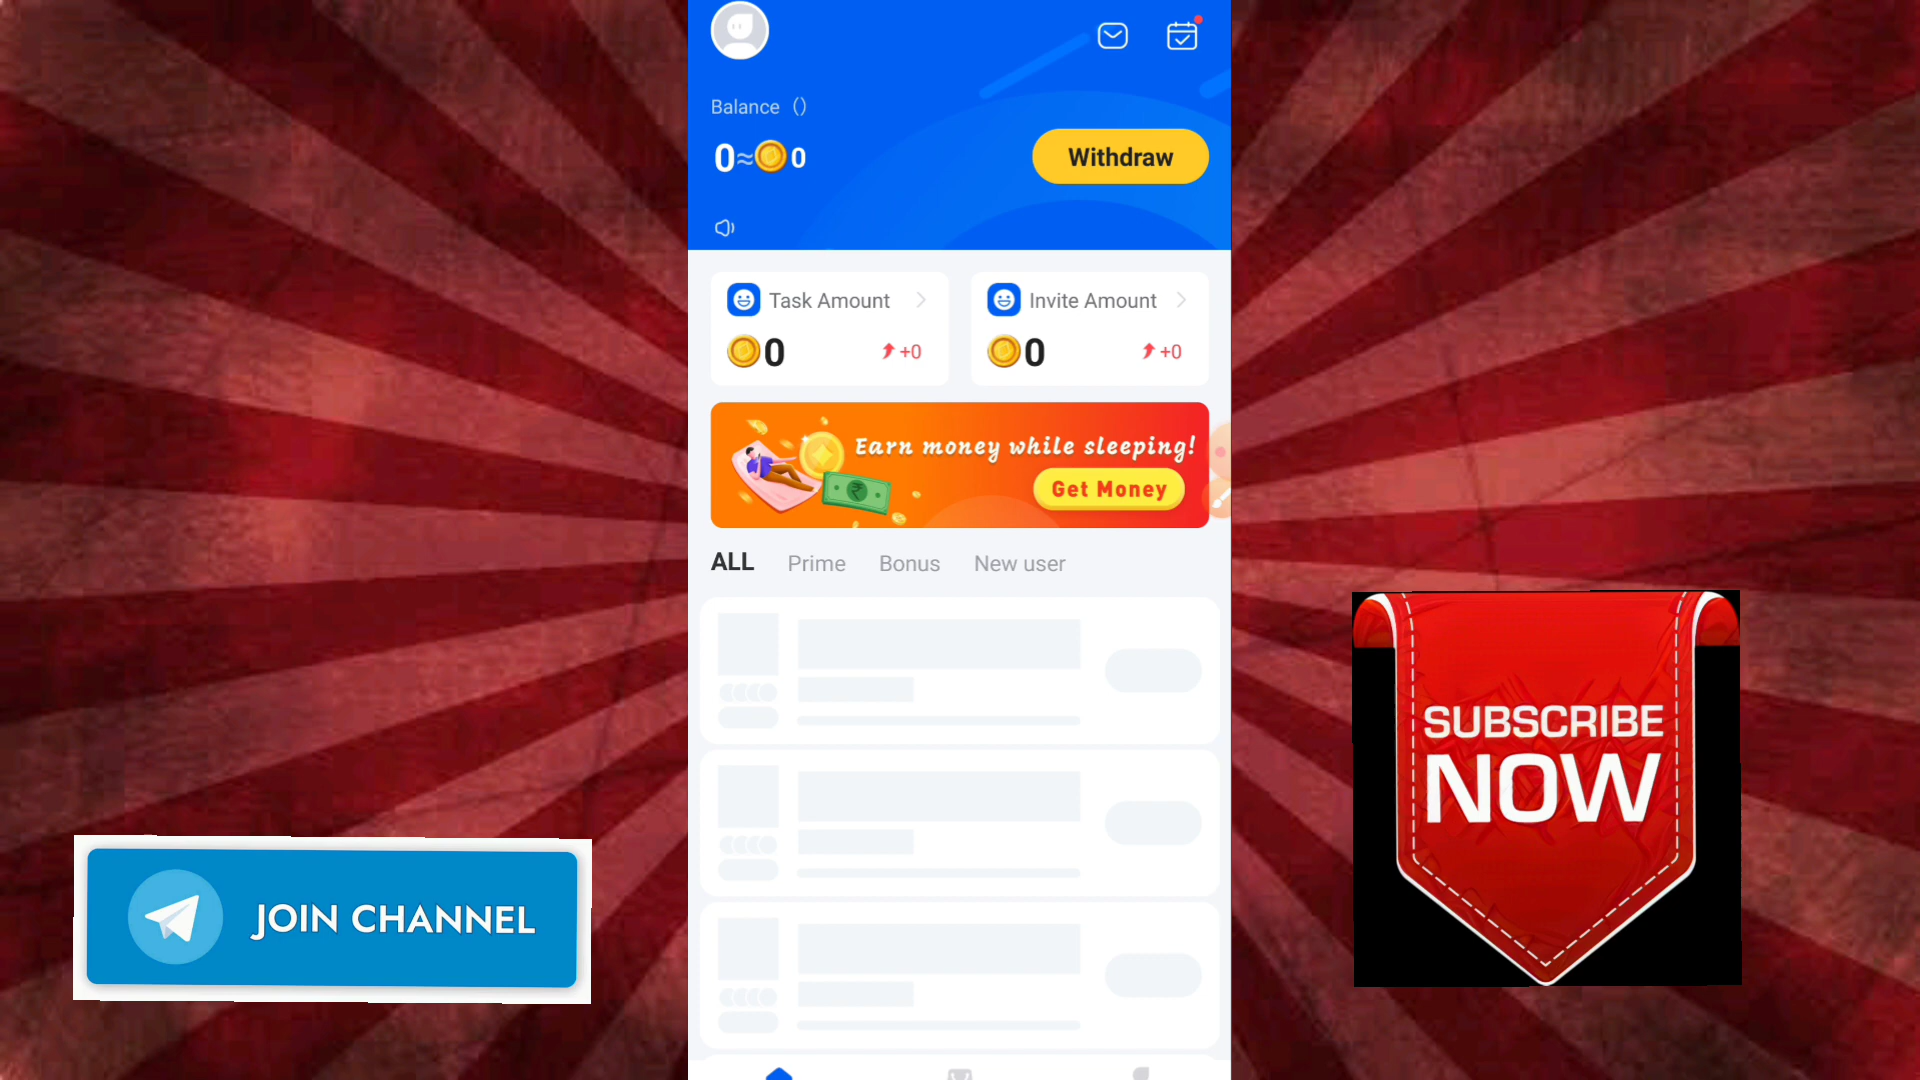 Balance ()
0≈0
Withdraw
Task Amount
0
+0
Invite Amount
0
+0
Earn money while sleeping!
Get Money
ALL Prime Bonus New user
JOIN CHANNEL
SUBSCRIBE
NOW